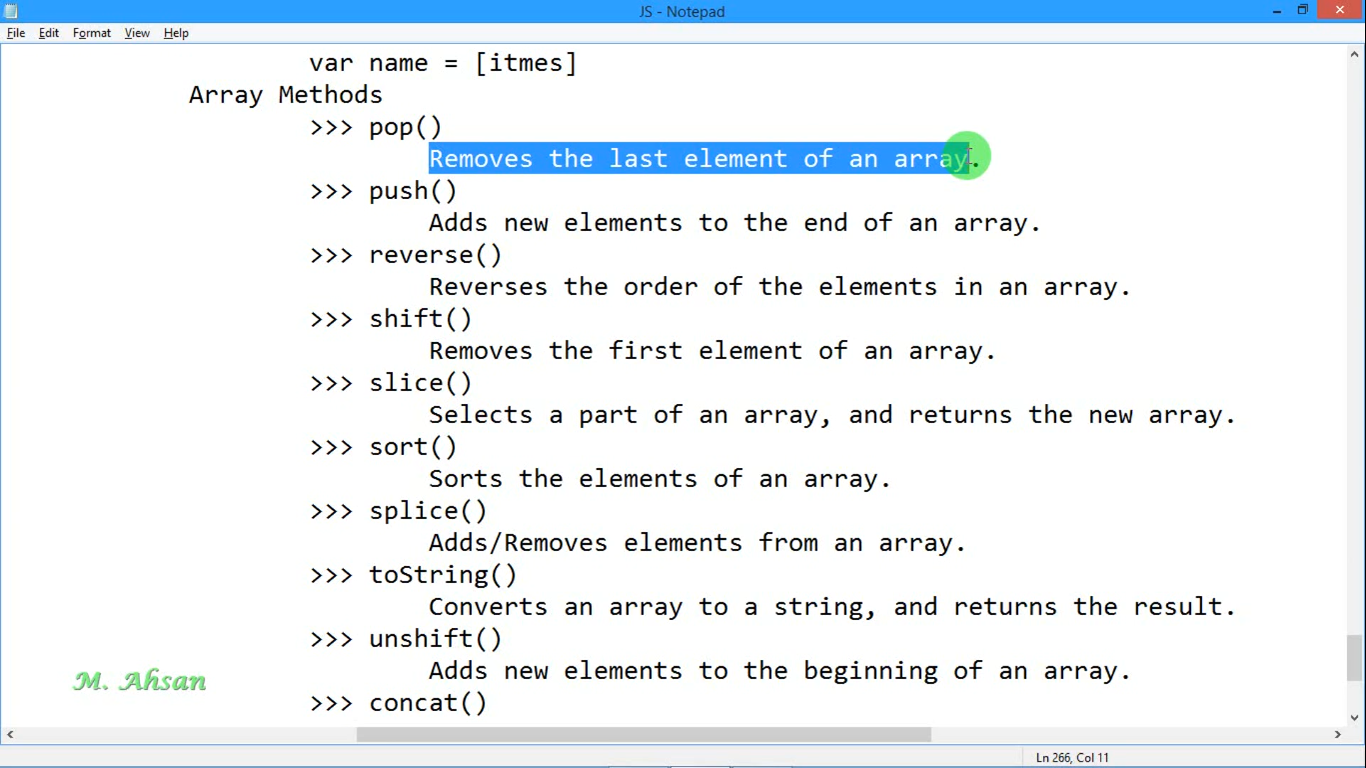 JS - Notepad
File Edit Format View Help
var name = [itmes]
Array Methods
>>> pop()
Removes the last element of an array.
>>> push()
Adds new elements to the end of an array.
>>> reverse()
Reverses the order of the elements in an array.
>>> shift()
Removes the first element of an array.
>>> slice()
Selects a part of an array, and returns the new array.
>>> sort()
Sorts the elements of an array.
>>> splice()
Adds/Removes elements from an array.
>>> toString()
Converts an array to a string, and returns the result.
>>> unshift()
Adds new elements to the beginning of an array.
M. Ahsan
>>> concat()
Ln 266, Col 11